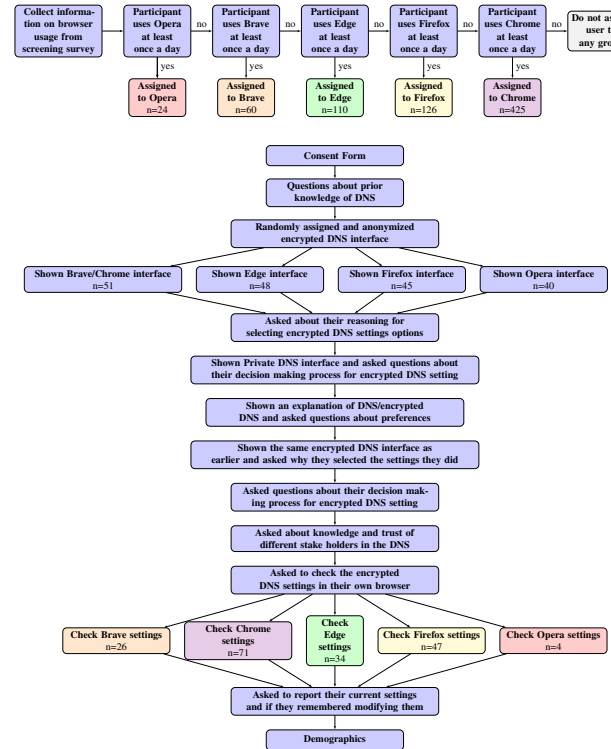 Collect informa-
tion on browser
usage from
screening survey
Participant
uses Opera
at least
once a day
no
Participant
uses Brave
at least
once a day
no
Participant
uses Edge
at least
once a day
no
Participant
uses Firefox
at least
once a day
no
Participant
uses Chrome
at least
once a day
no
Do not
user
any
yes
yes
yes
yes
yes
Assigned
to Opera
n=24
Assigned
to Brave
n=60
Assigned
to Edge
n=110
Assigned
to Firefox
n=126
Assigned
to Chrome
n=425
Consent Form
Questions about prior
knowledge of DNS
Randomly assigned and anonymized
encrypted DNS interface
Shown Brave/Chrome interface
n=51
Shown Edge interface
n=48
Shown Firefox interface
n=45
Shown Opera interface
n=40
Asked about their reasoning for
selecting encrypted DNS settings options
Shown Private DNS interface and asked questions about
their decision making process for encrypted DNS setting
Shown an explanation of DNS/encrypted
DNS and asked questions about preferences
Shown the same encrypted DNS interface as
earlier and asked why they selected the settings they did
Asked questions about their decision mak-
ing process for encrypted DNS setting
Asked about knowledge and trust of
different stake holders in the DNS
Asked to check the encrypted
DNS settings in their own browser
Check Brave settings
n=26
Check Chrome
settings
n=71
Check
Edge
settings
n=34
Check Firefox settings
n=47
Check Opera settings
n=4
Asked to report their current settings
and if they remembered modifying them
Demographics